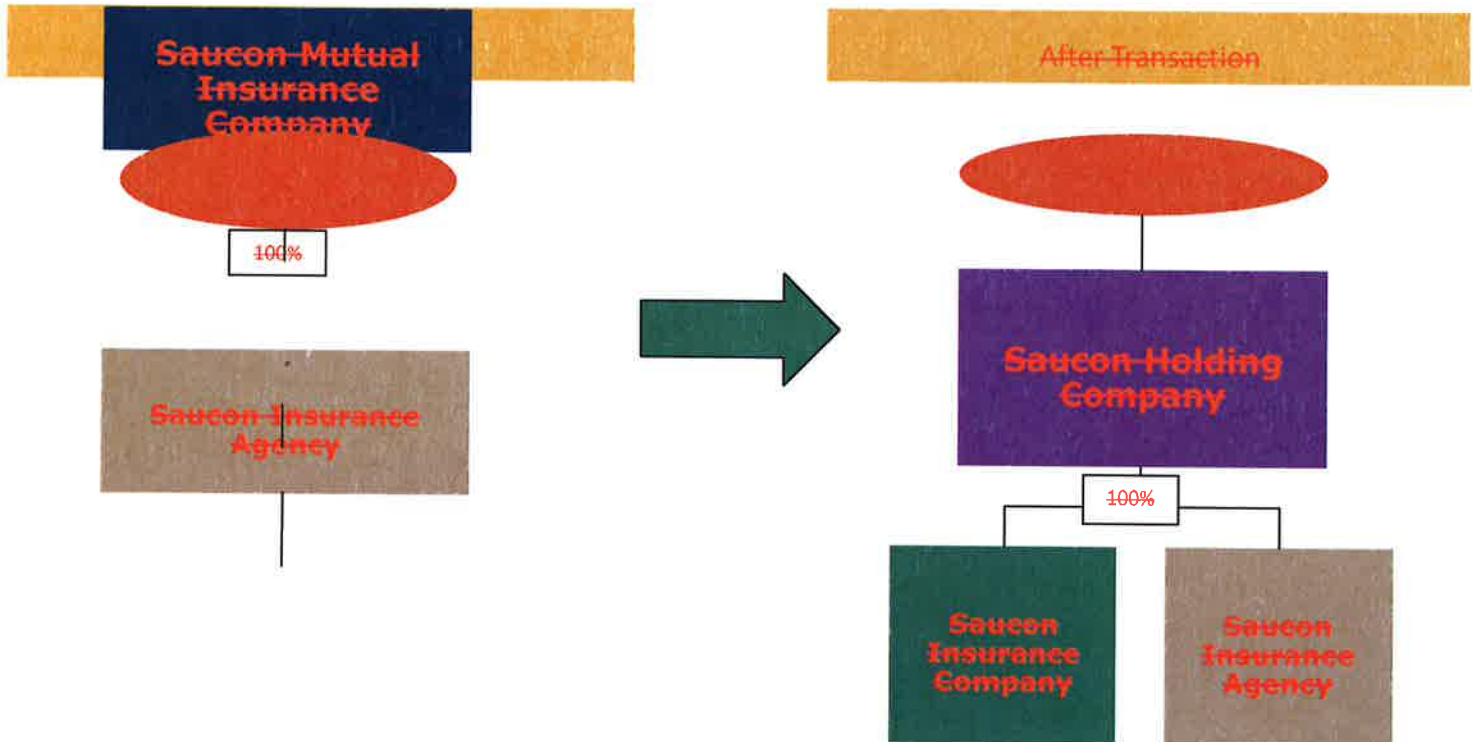 Saucon Mutual
Insurance
Company
100%
Saucon Insurance
Agency
After Transaction
Saucon Holding
Company
100%
Saucon
Insurance
Company
Saucon
Insurance
Agency